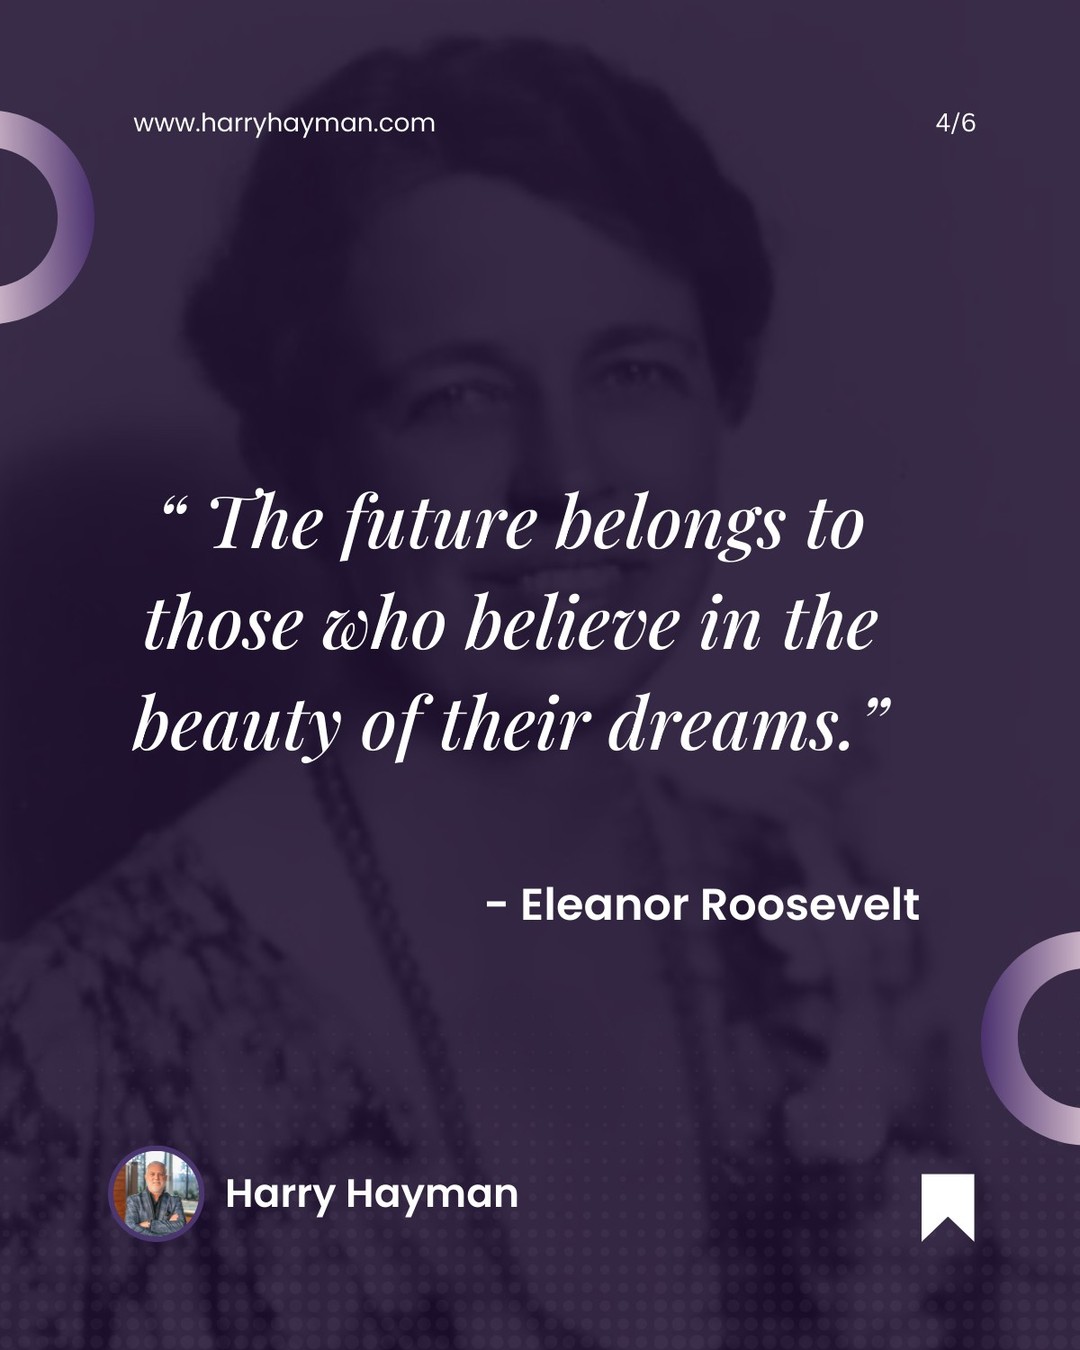 www.harryhayman.com
4/6
“ The future belongs to
those who believe in the
beauty of their dreams.”
- Eleanor Roosevelt
Harry Hayman